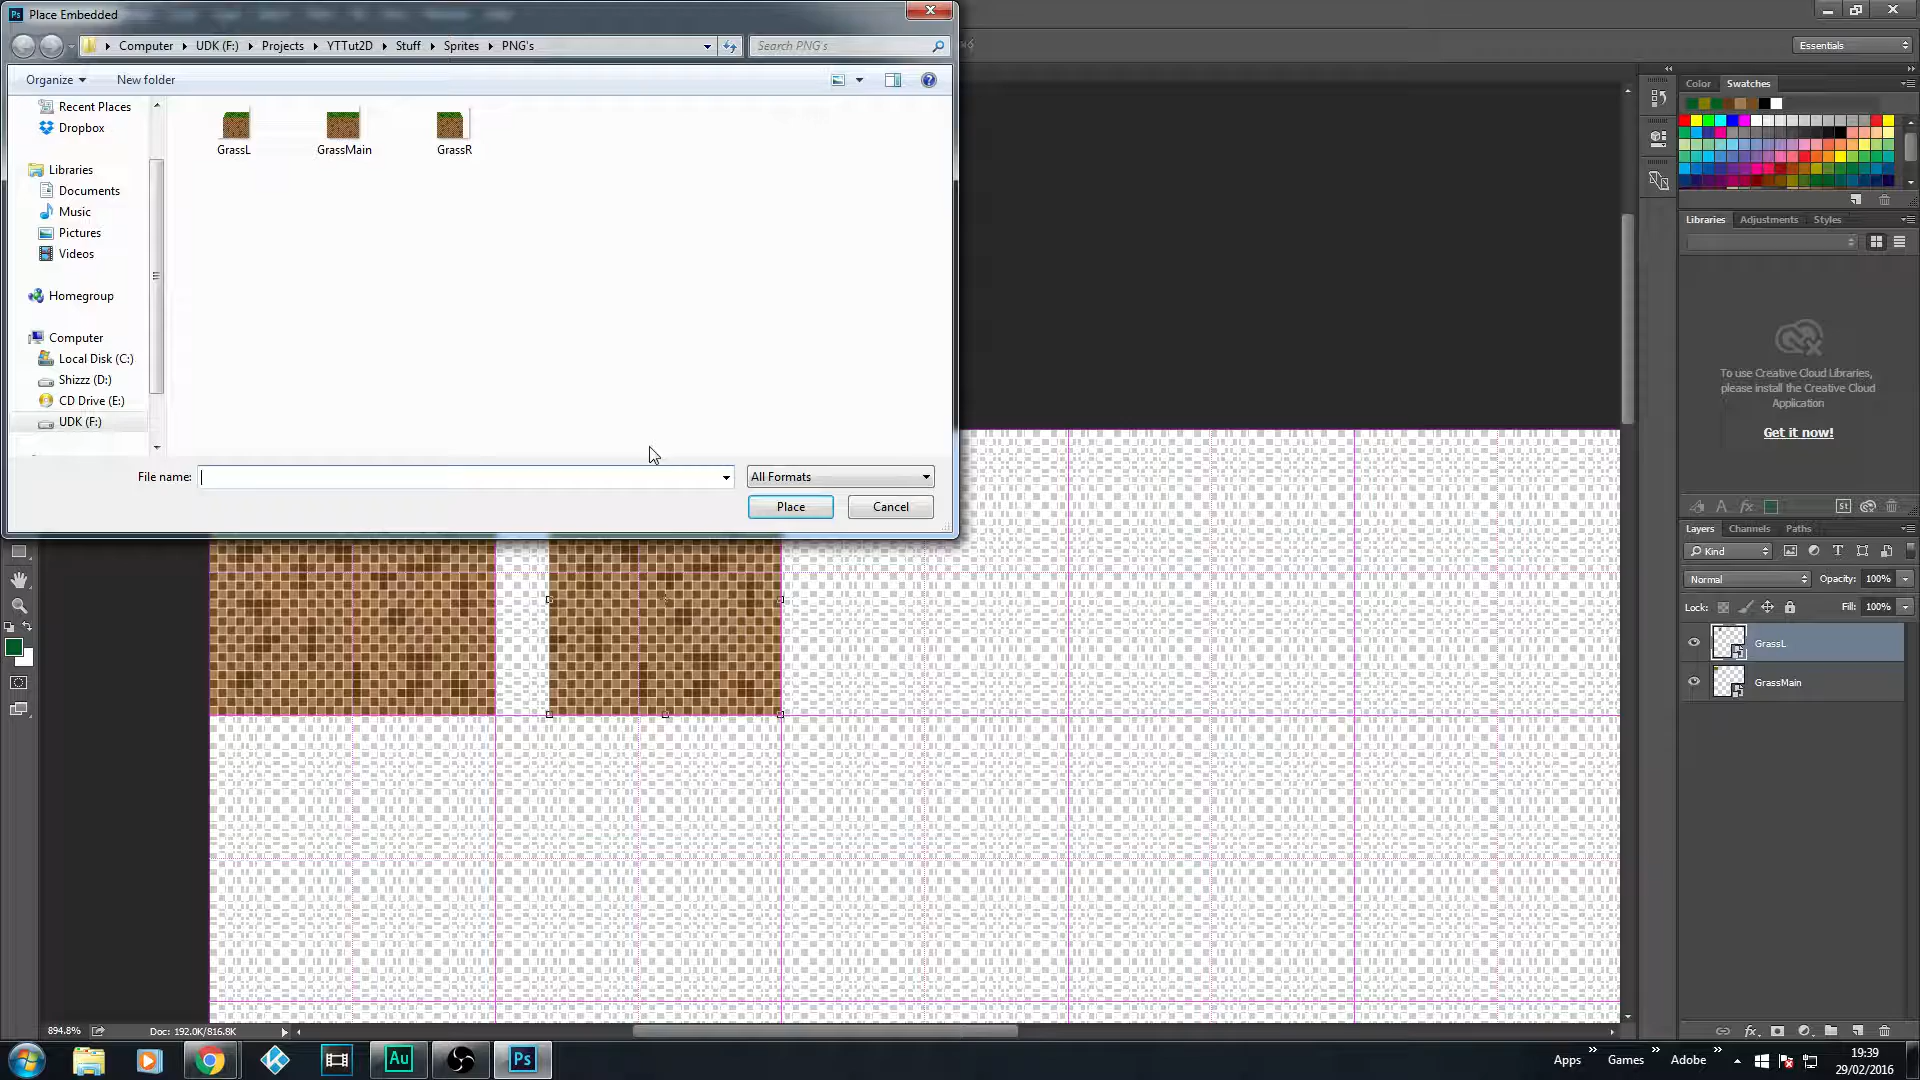 Ps Place Embedded
Computer UDK (F:) Projects YTTut2D Stuff Sprites PNG's
Search PNG's
Essentials
Organize New folder
Color Swatches
Recent Places
Dropbox
GrassL GrassMain GrassR
Libraries
Documents
Music
Pictures
Videos
Libraries Adjustments Styles
Homegroup
Computer
Local Disk (C:)
Shizzz (D:)
CD Drive (E:)
UDK (F:)
To use Creative Cloud Libraries,
please install the Creative Cloud
Application
Get it now!
File name:
All Formats
Place Cancel
St
Layers Channels Paths
Kind
Normal Opacity: 100%
Lock: Fill: 100%
GrassL
GrassMain
894.8% Doc: 192.0K/816.8K
Au
Ps
Apps Games Adobe
19:39
29/02/2016